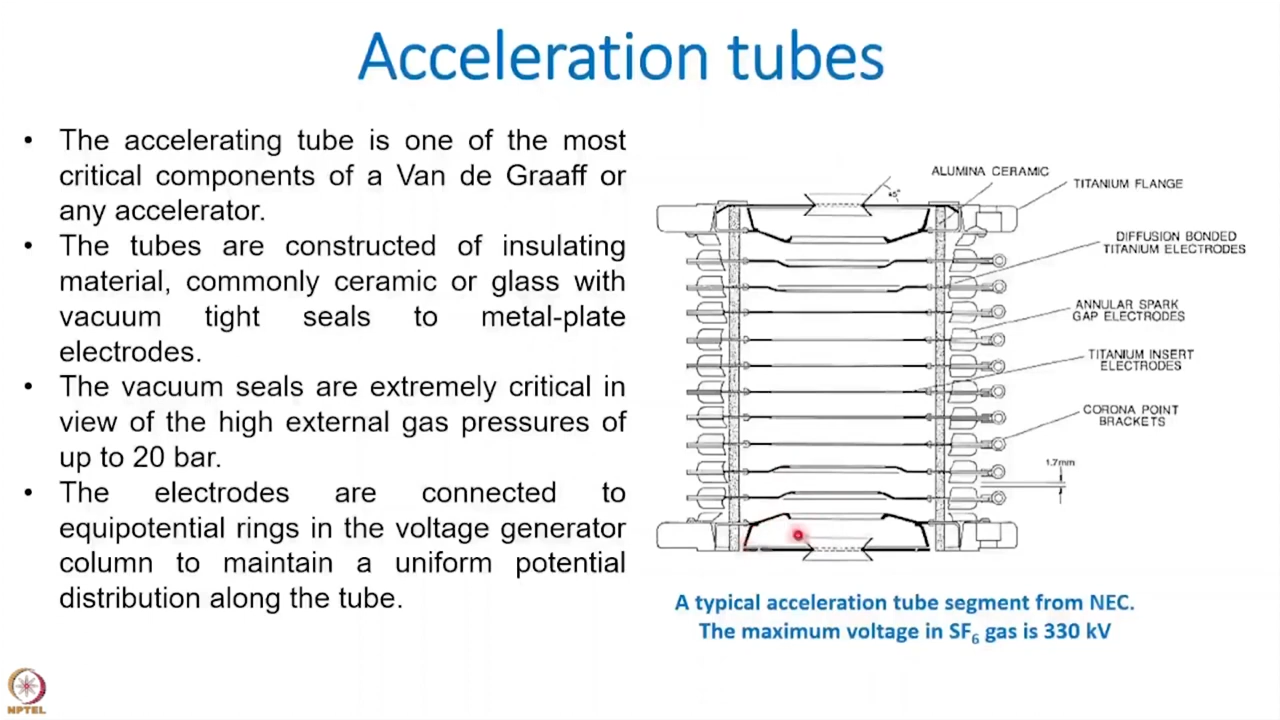 Acceleration tubes
• The accelerating tube is one of the most
critical components of a Van de Graaff or
any accelerator.
• The tubes are constructed of insulating
material, commonly ceramic or glass with
vacuum tight seals to metal-plate
electrodes.
• The vacuum seals are extremely critical in
view of the high external gas pressures of
up to 20 bar.
• The electrodes are connected to
equipotential rings in the voltage generator
column to maintain a uniform potential
distribution along the tube.
45°
ALUMINA CERAMIC
TITANIUM FLANGE
DIFFUSION BONDED
TITANIUM ELECTRODES
ANNULAR SPARK
GAP ELECTRODES
TITANIUM INSERT
ELECTRODES
CORONA POINT
BRACKETS
1.7mm
A typical acceleration tube segment from NEC.
The maximum voltage in SF₆ gas is 330 kV
NPTEL